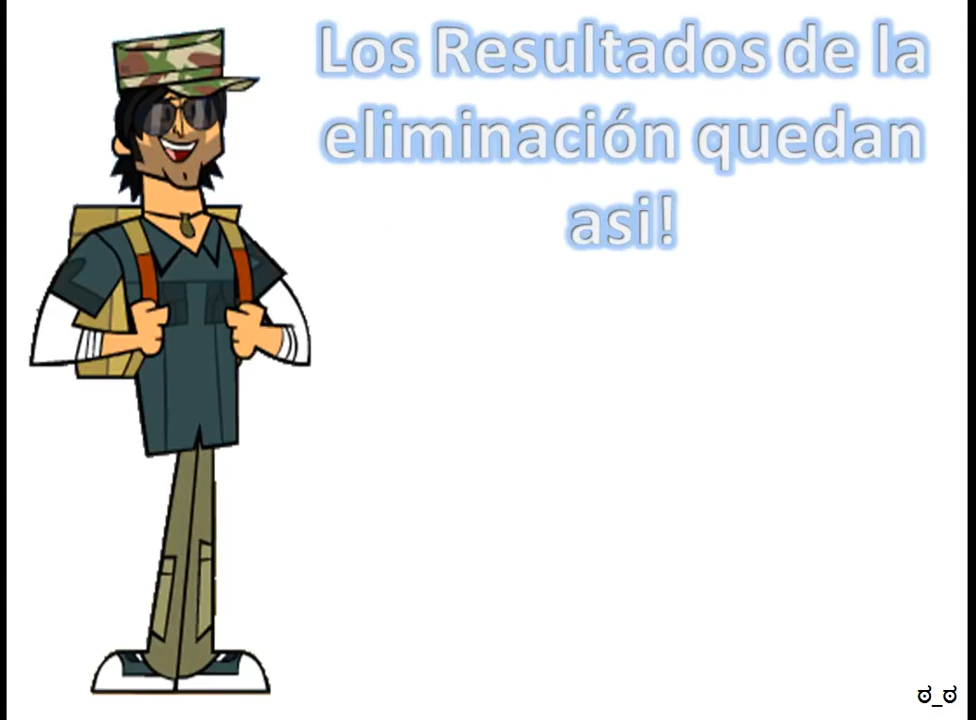 Los Resultados de la
eliminación quedan
asi!
ಠ_ಠ